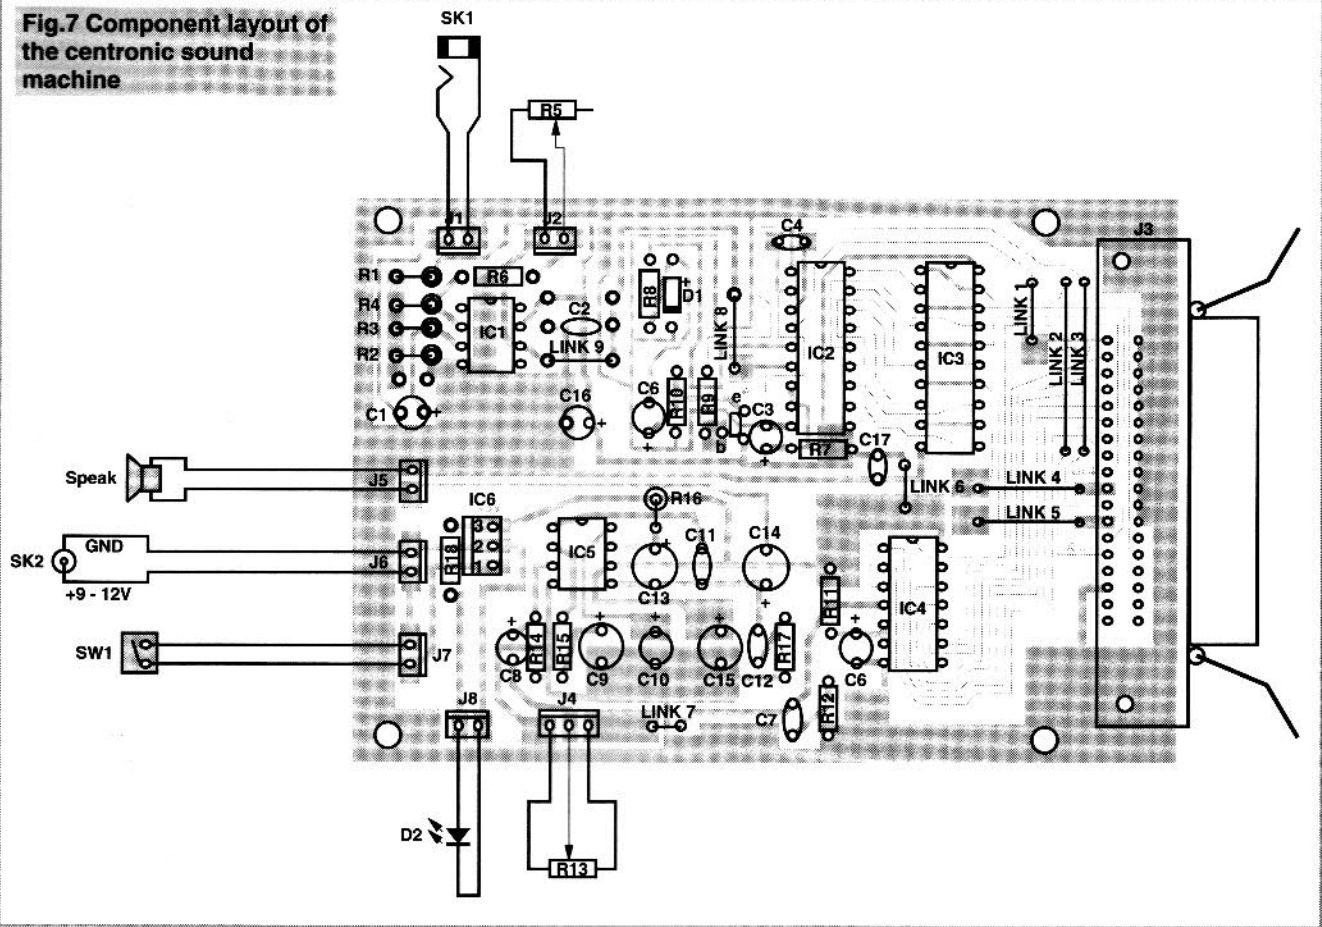 Fig.7 Component layout of
the centronic sound
machine
SK1
R5
J1
J2
C4
J3
R1
R6
R8
+
D1
R4
R3
IC1
C2
LINK 8
IC2
IC3
LINK 1
LINK 2
LINK 3
LINK 9
R2
C1
+
C16
+
C6
+
R10
R9
e
b
C3
+
R7
C17
Speak
J5
LINK 6
LINK 4
LINK 5
IC6
R16
3
2
1
IC5
+
C13
C11
C14
+
SK2
GND
+9 - 12V
J6
R18
R11
IC4
SW1
J7
+
C8
R14
R15
+
C9
+
C10
+
C15
C12
R17
+
C6
J8
J4
LINK 7
C7
R12
D2
R13